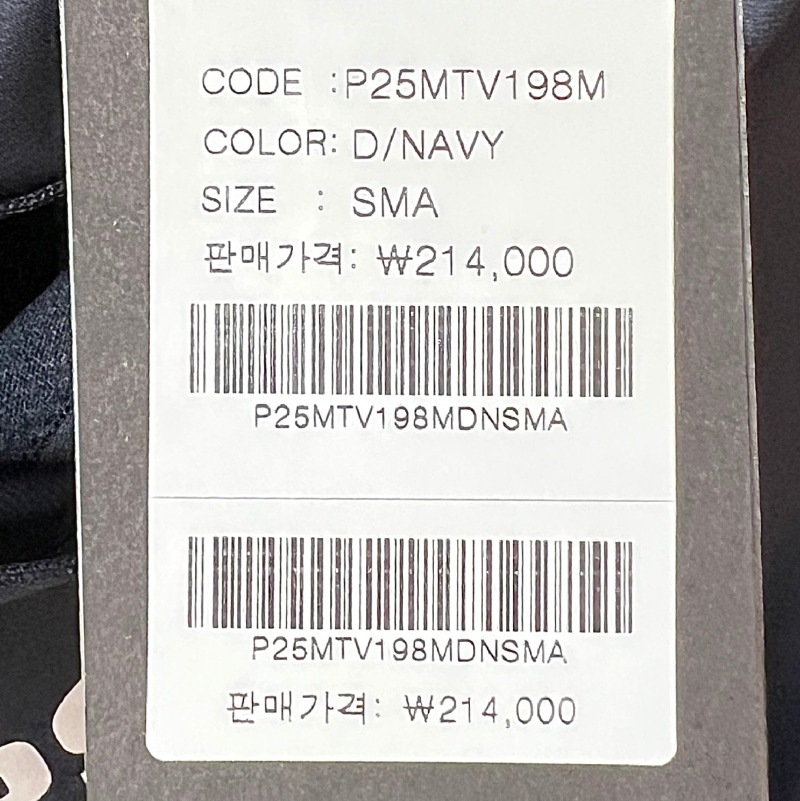 CODE :P25MTV198M
COLOR: D/NAVY
SIZE : SMA
판매가격: ₩214,000
P25MTV198MDNSMA
P25MTV198MDNSMA
판매가격: ₩214,000